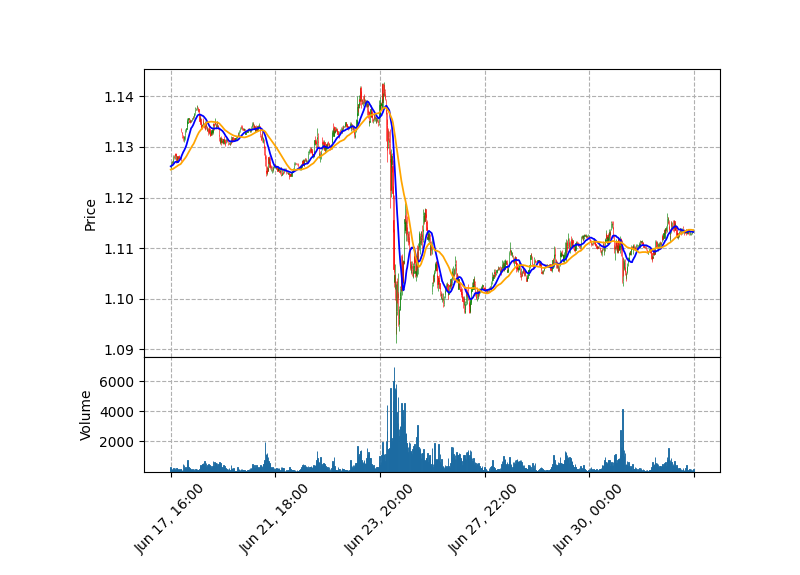 1.14
1.13
1.12
1.11
1.10
1.09
Price
6000
4000
2000
Volume
Jun 17, 16:00
Jun 21, 18:00
Jun 23, 20:00
Jun 27, 22:00
Jun 30, 00:00